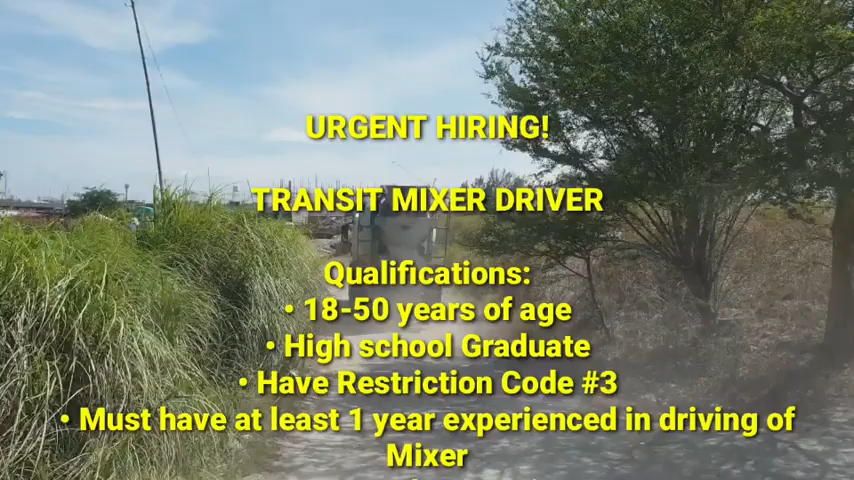 URGENT HIRING!
TRANSIT MIXER DRIVER
Qualifications:
• 18-50 years of age
• High school Graduate
• Have Restriction Code #3
• Must have at least 1 year experienced in driving of
Mixer